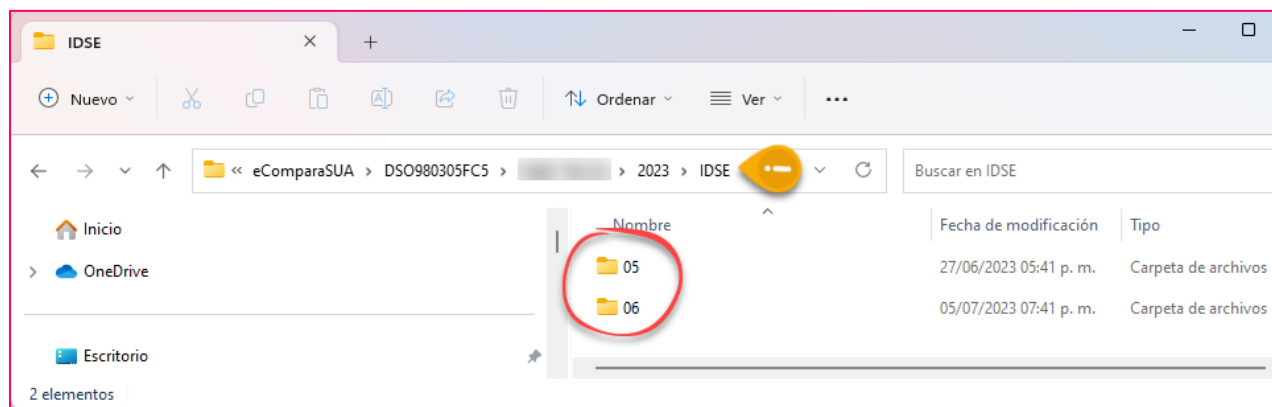 IDSE
Nuevo
Ordenar
Ver
« eComparaSUA > DSO980305FC5 > > 2023 > IDSE
Buscar en IDSE
Inicio
OneDrive
Escritorio
Nombre Fecha de modificación Tipo
05 27/06/2023 05:41 p. m. Carpeta de archivos
06 05/07/2023 07:41 p. m. Carpeta de archivos
2 elementos